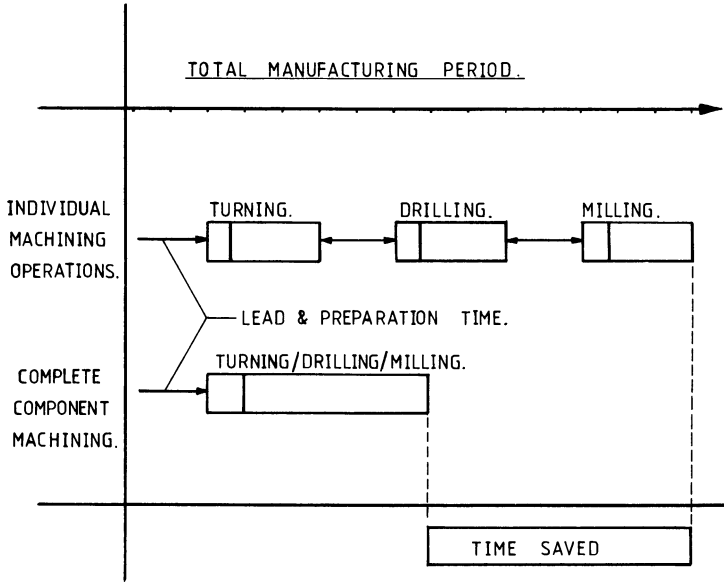 TOTAL MANUFACTURING PERIOD.
INDIVIDUAL
MACHINING
OPERATIONS.
TURNING.
DRILLING.
MILLING.
LEAD & PREPARATION TIME.
COMPLETE
COMPONENT
MACHINING.
TURNING/DRILLING/MILLING.
TIME SAVED